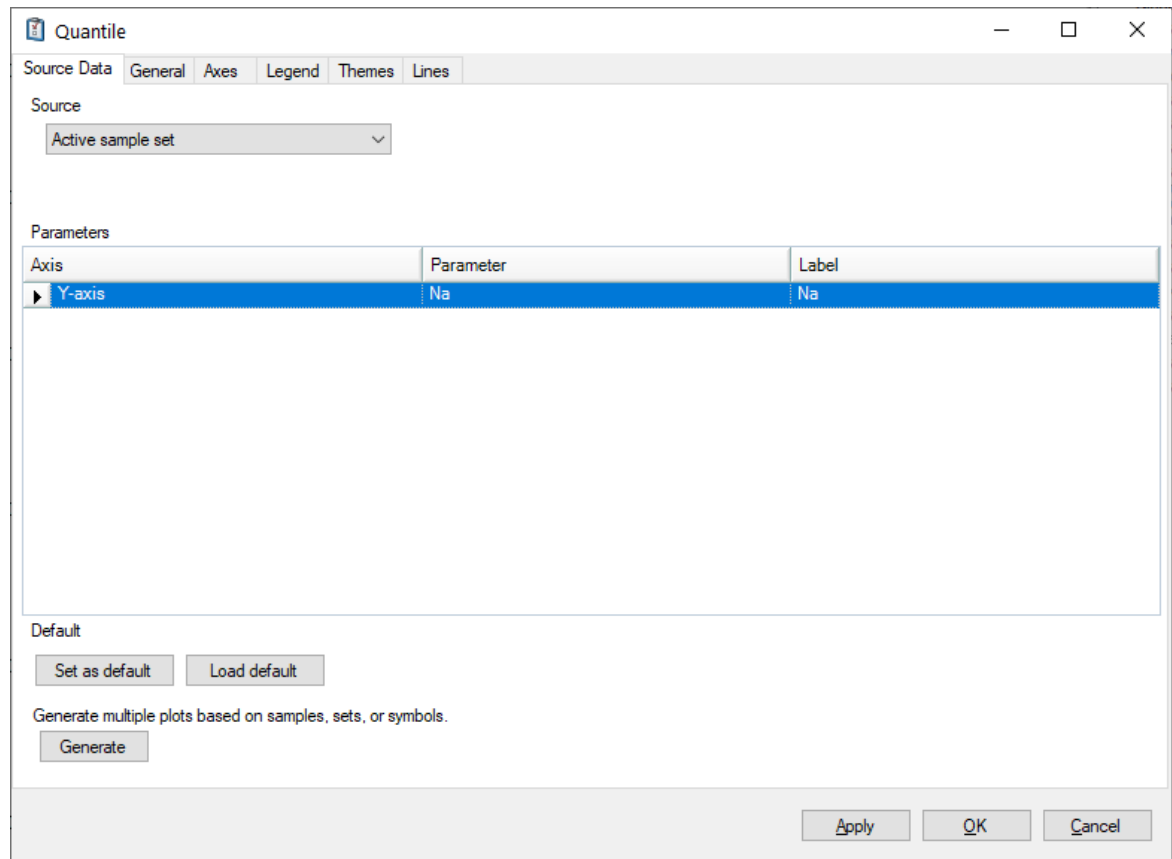 Quantile
Source Data General Axes Legend Themes Lines
Source
Active sample set
Parameters
Axis Parameter Label
Y-axis Na Na
Default
Set as default Load default
Generate multiple plots based on samples, sets, or symbols.
Generate
Apply OK Cancel